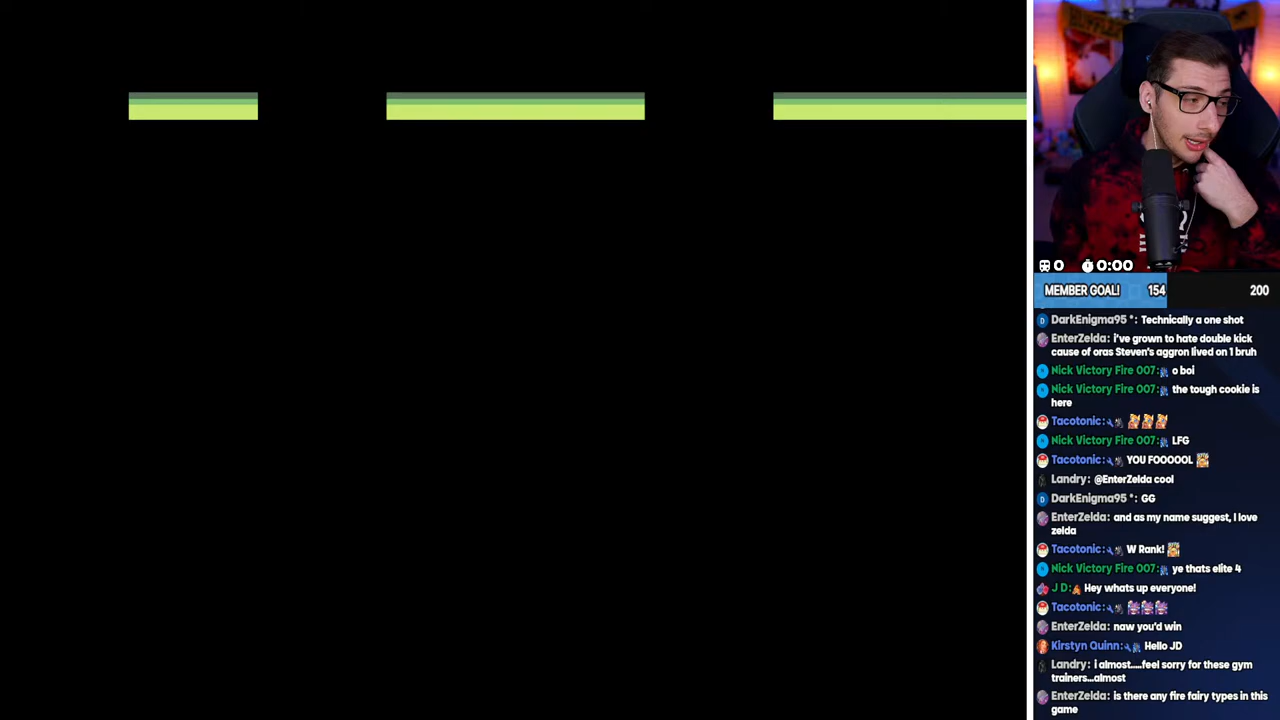 0 0:00
MEMBER GOAL! 154 200
DarkEnigma95 : Technically a one shot
EnterZelda: i've grown to hate double kick
cause of oras Steven's aggron lived on 1 bruh
Nick Victory Fire 007: o boi
Nick Victory Fire 007: the tough cookie is
here
Tacotonic:
Nick Victory Fire 007: LFG
Tacotonic: YOU FOOOOOL
Landry: @EnterZelda cool
DarkEnigma95 : GG
EnterZelda: and as my name suggest, I love
zelda
Tacotonic: W Rank!
Nick Victory Fire 007: ye thats elite 4
J D: Hey whats up everyone!
Tacotonic:
EnterZelda: naw you'd win
Kirstyn Quinn: Hello JD
Landry: i almost.....feel sorry for these gym
trainers...almost
EnterZelda: is there any fire fairy types in this
game